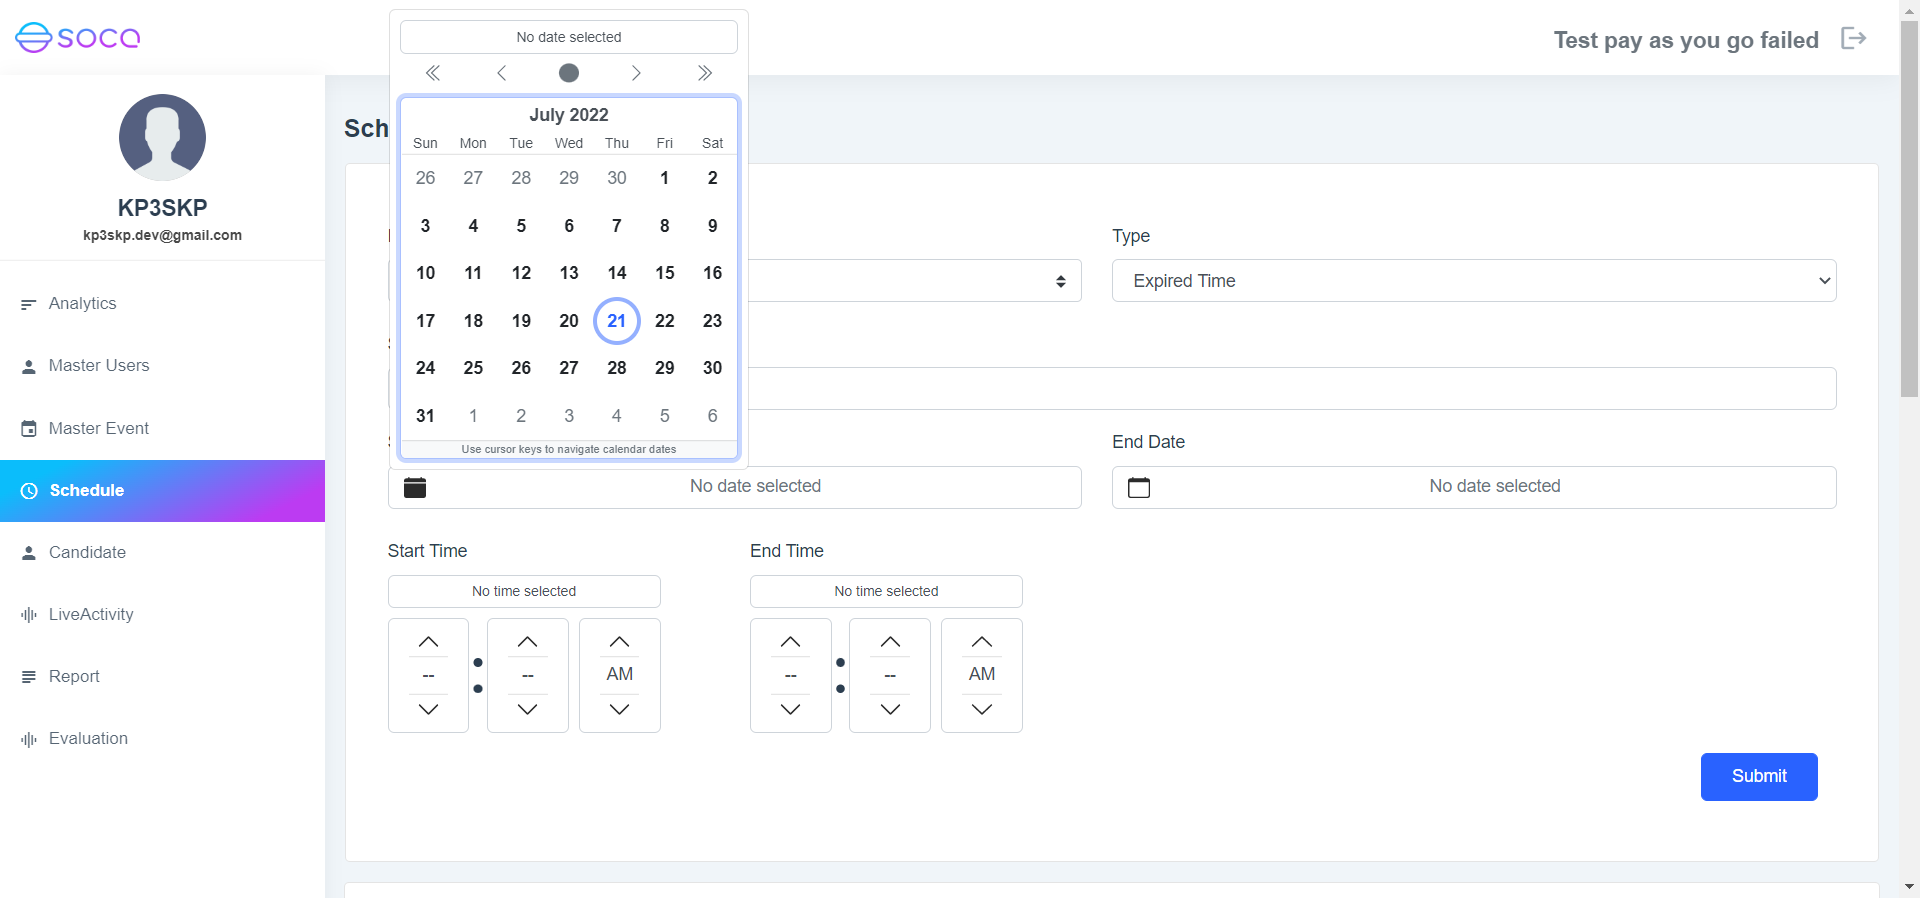 soca
Test pay as you go failed
KP3SKP
kp3skp.dev@gmail.com
Analytics
Master Users
Master Event
Schedule
Candidate
LiveActivity
Report
Evaluation
Sch
No date selected
July 2022
Sun Mon Tue Wed Thu Fri Sat
26 27 28 29 30 1 2
3 4 5 6 7 8 9
10 11 12 13 14 15 16
17 18 19 20 21 22 23
24 25 26 27 28 29 30
31 1 2 3 4 5 6
Use cursor keys to navigate calendar dates
Type
Expired Time
End Date
No date selected
No date selected
Start Time
End Time
No time selected
No time selected
-- : -- AM
-- : -- AM
Submit